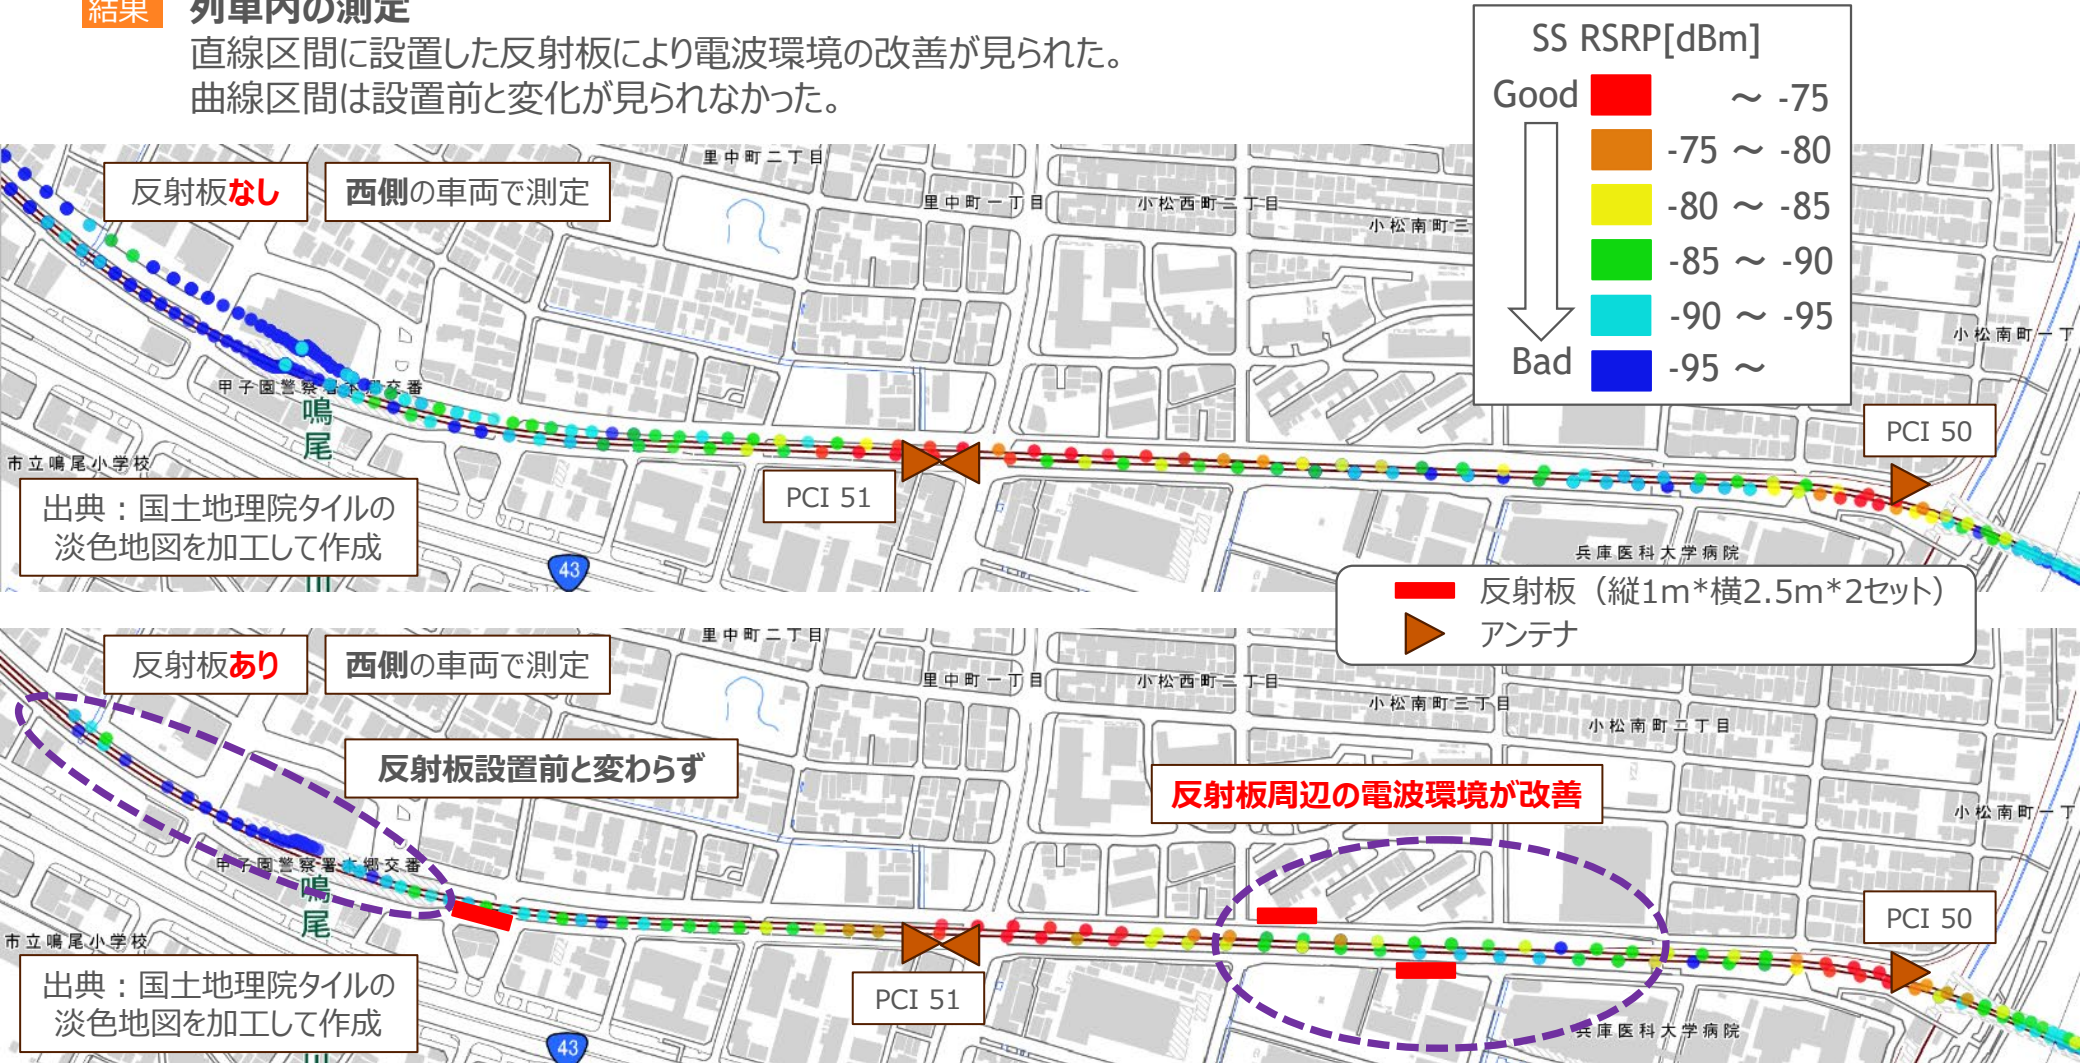 結果 列車内の測定
直線区間に設置した反射板により電波環境の改善が見られた。
曲線区間は設置前と変化が見られなかった。
SS RSRP[dBm]
Good ～ -75
-75 ～ -80
-80 ～ -85
-85 ～ -90
-90 ～ -95
Bad -95 ～
反射板なし
西側の車両で測定
里中町二丁目
里中町一丁目
小松西町二丁目
小松南町三
小松南町一丁
甲子園警察署本郷交番
鳴尾
市立鳴尾小学校
PCI 51
PCI 50
兵庫医科大学病院
出典：国土地理院タイルの
淡色地図を加工して作成
43
反射板（縦1m*横2.5m*2セット）
アンテナ
反射板あり
西側の車両で測定
里中町二丁目
里中町一丁目
小松西町二丁目
小松南町三丁目
小松南町二丁目
小松南町一丁
反射板設置前と変わらず
反射板周辺の電波環境が改善
甲子園警察署本郷交番
鳴尾
市立鳴尾小学校
PCI 51
PCI 50
兵庫医科大学病院
出典：国土地理院タイルの
淡色地図を加工して作成
43